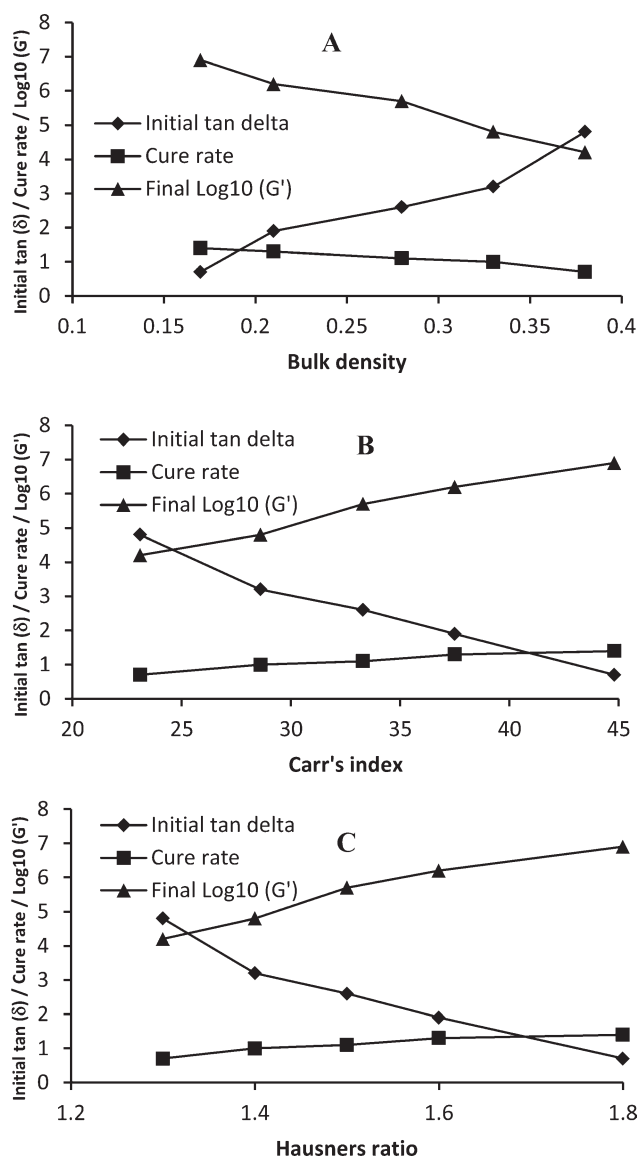 A
Initial tan (δ) / Cure rate / Log10 (G')
8
7
6
5
4
3
2
1
0
Initial tan delta
Cure rate
Final Log10 (G')
0.1 0.15 0.2 0.25 0.3 0.35 0.4
Bulk density
B
Initial tan (δ) / Cure rate / Log10 (G')
8
7
6
5
4
3
2
1
0
Initial tan delta
Cure rate
Final Log10 (G')
20 25 30 35 40 45
Carr's index
C
Initial tan (δ) / Cure rate / Log10 (G')
8
7
6
5
4
3
2
1
0
Initial tan delta
Cure rate
Final Log10 (G')
1.2 1.4 1.6 1.8
Hausners ratio